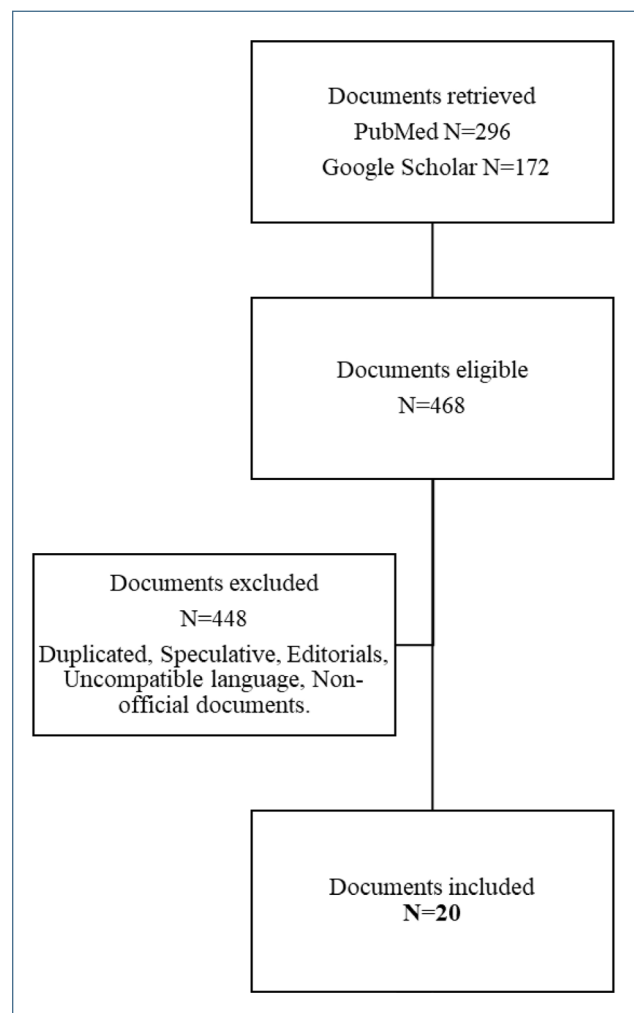 Documents retrieved
PubMed N=296
Google Scholar N=172
Documents eligible
N=468
Documents excluded
N=448
Duplicated, Speculative, Editorials,
Uncompatible language, Non-
official documents.
Documents included
N=20